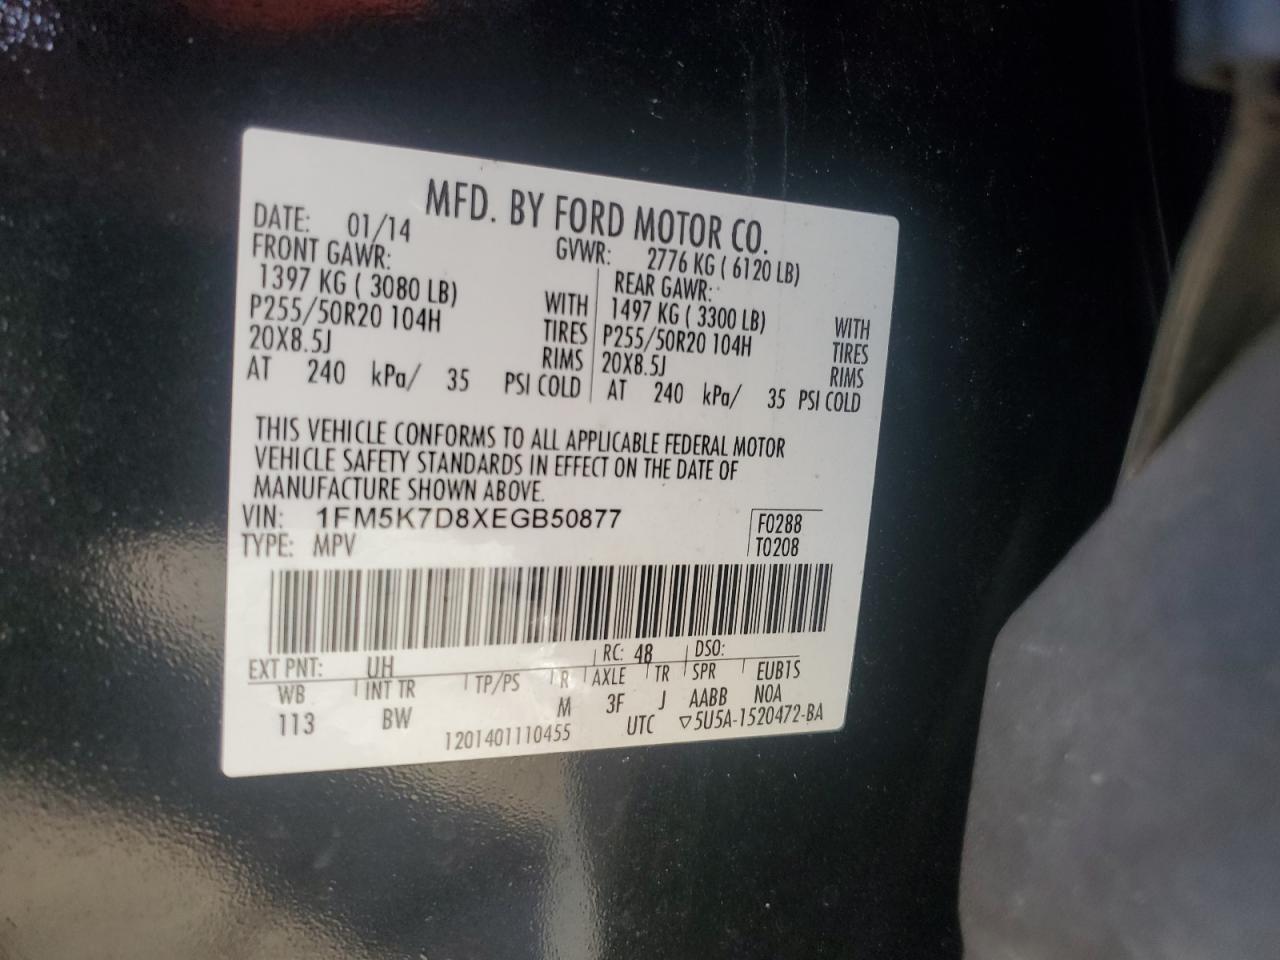 MFD. BY FORD MOTOR CO.
DATE: 01/14 GVWR: 2776 KG ( 6120 LB)
FRONT GAWR: REAR GAWR:
1397 KG ( 3080 LB) WITH 1497 KG ( 3300 LB) WITH
P255/50R20 104H TIRES P255/50R20 104H TIRES
20X8.5J RIMS 20X8.5J RIMS
AT 240 kPa/ 35 PSI COLD AT 240 kPa/ 35 PSI COLD
THIS VEHICLE CONFORMS TO ALL APPLICABLE FEDERAL MOTOR
VEHICLE SAFETY STANDARDS IN EFFECT ON THE DATE OF
MANUFACTURE SHOWN ABOVE.
VIN: 1FM5K7D8XEGB50877 F0288
TYPE: MPV T0208
EXT PNT: UH RC: 48 DSO:
WB INT TR TP/PS R AXLE TR SPR EUB1S
113 BW M 3F J AABB N0A
1201401110455 UTC ▽5U5A-1520472-BA